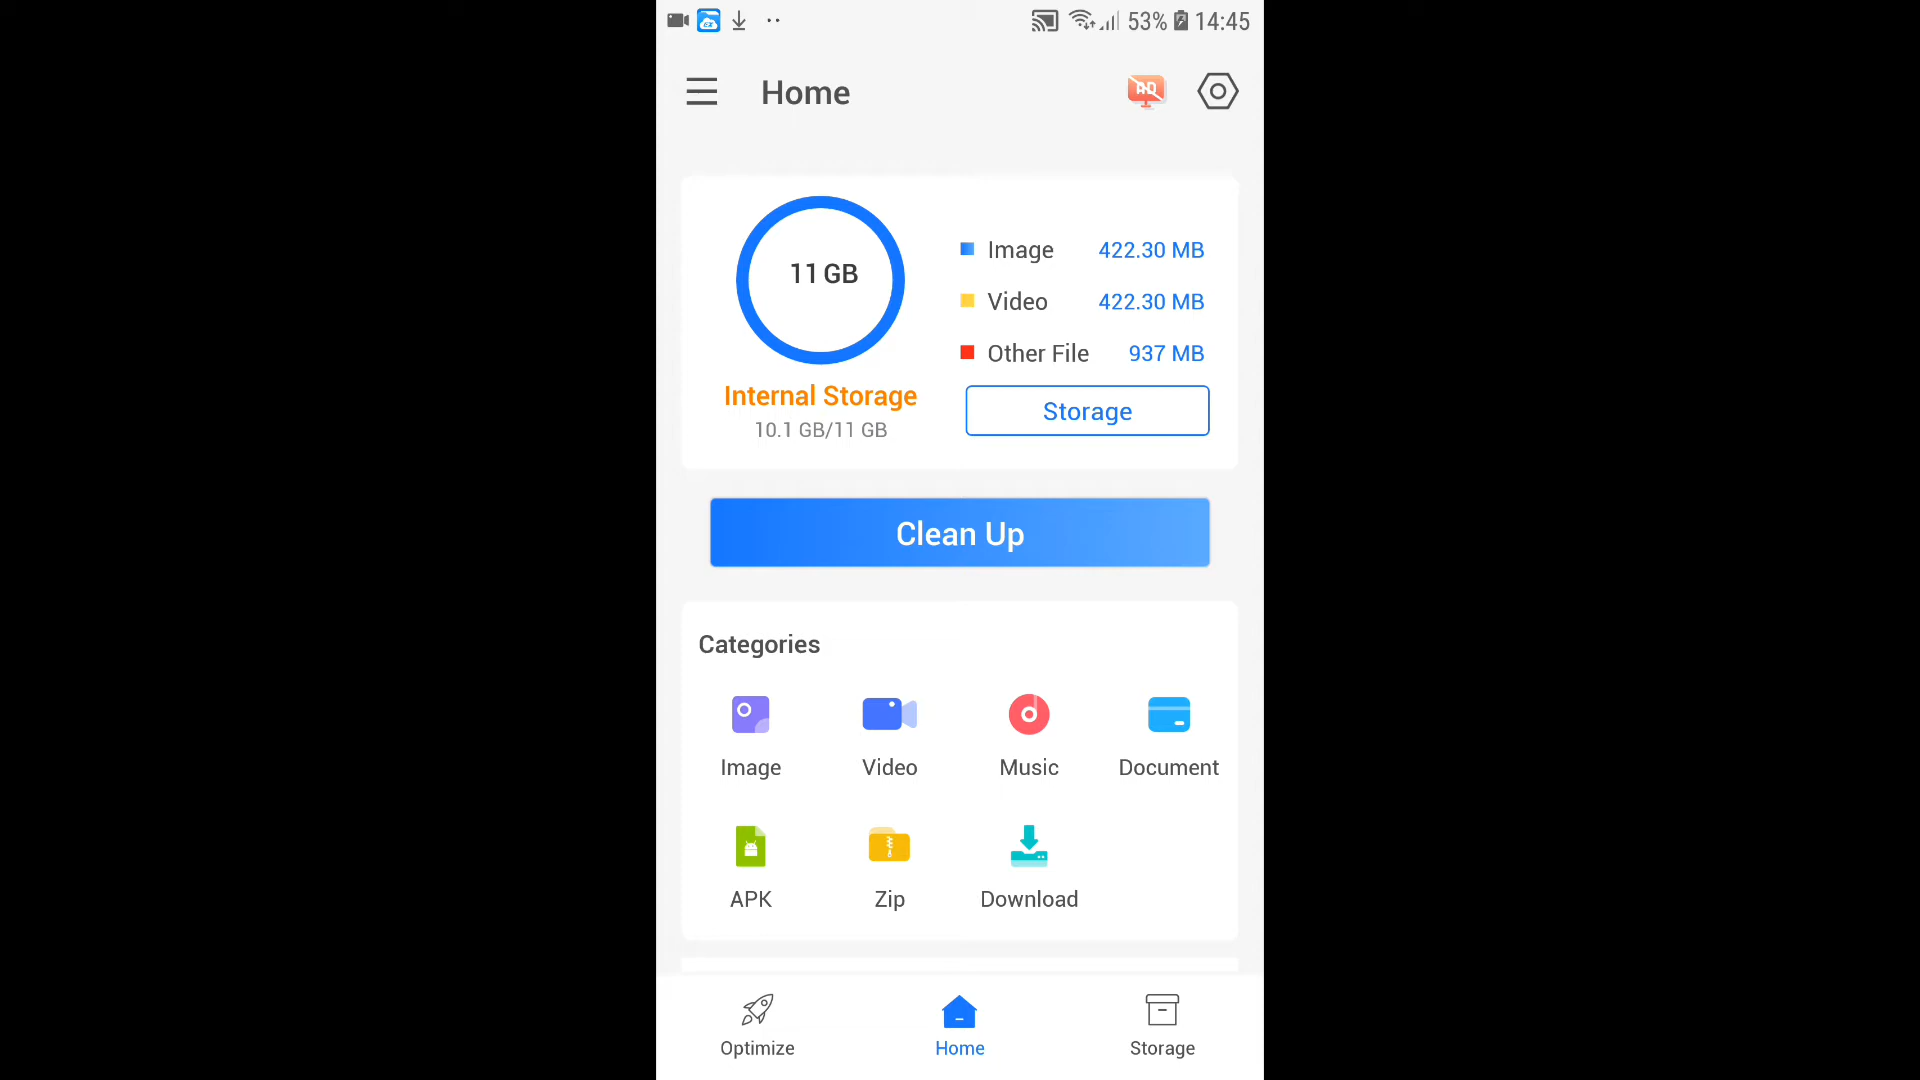 53% 14:45
Home
AD
11 GB
Internal Storage
10.1 GB/11 GB
Image 422.30 MB
Video 422.30 MB
Other File 937 MB
Storage
Clean Up
Categories
Image Video Music Document
APK Zip Download
Optimize Home Storage